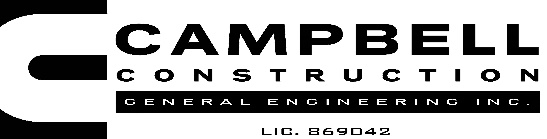 CAMPBELL
CONSTRUCTION
GENERAL ENGINEERING INC.
LIC. 869042